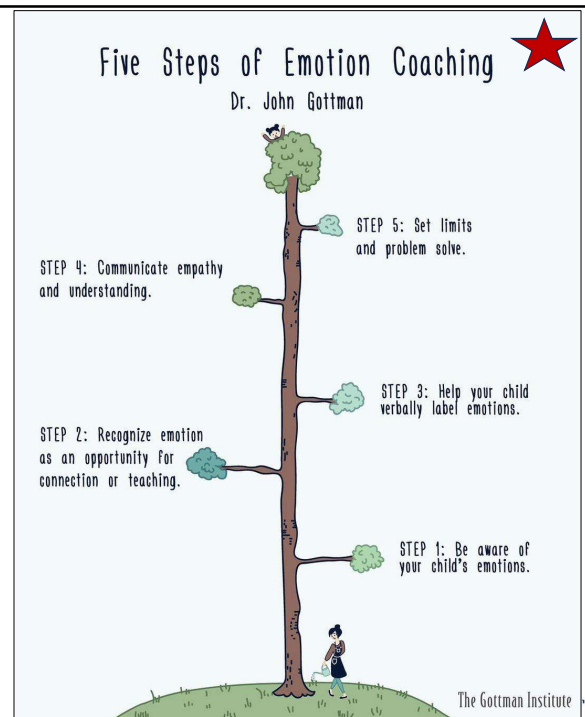 Five Steps of Emotion Coaching
Dr. John Gottman
STEP 5: Set limits
and problem solve.
STEP 4: Communicate empathy
and understanding.
STEP 3: Help your child
verbally label emotions.
STEP 2: Recognize emotion
as an opportunity for
connection or teaching.
STEP 1: Be aware of
your child's emotions.
The Gottman Institute